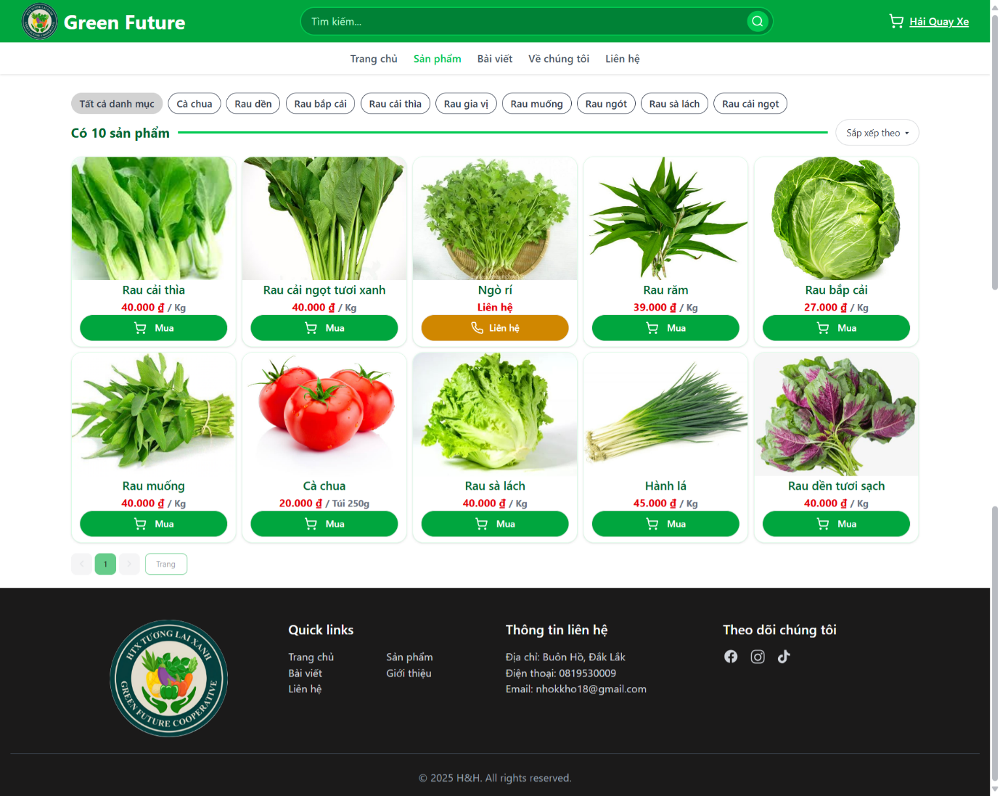 Green Future
Tìm kiếm...
Hải Quay Xe
Trang chủ
Sản phẩm
Bài viết
Về chúng tôi
Liên hệ
Tất cả danh mục
Cà chua
Rau dền
Rau bắp cải
Rau cải thìa
Rau gia vị
Rau muống
Rau ngót
Rau sà lách
Rau cải ngọt
Có 10 sản phẩm
Sắp xếp theo
Rau cải thìa
40.000 ₫ / Kg
Mua
Rau cải ngọt tươi xanh
40.000 ₫ / Kg
Mua
Ngò rí
Liên hệ
Liên hệ
Rau răm
39.000 ₫ / Kg
Mua
Rau bắp cải
27.000 ₫ / Kg
Mua
Rau muống
40.000 ₫ / Kg
Mua
Cà chua
20.000 ₫ / Túi 250g
Mua
Rau sà lách
40.000 ₫ / Kg
Mua
Hành lá
45.000 ₫ / Kg
Mua
Rau dền tươi sạch
40.000 ₫ / Kg
Mua
1
Trang
HTX TƯƠNG LAI XANH
GREEN FUTURE COOPERATIVE
Quick links
Trang chủ
Sản phẩm
Bài viết
Giới thiệu
Liên hệ
Thông tin liên hệ
Địa chỉ: Buôn Hồ, Đắk Lắk
Điện thoại: 0819530009
Email: nhokkho18@gmail.com
Theo dõi chúng tôi
© 2025 H&H. All rights reserved.